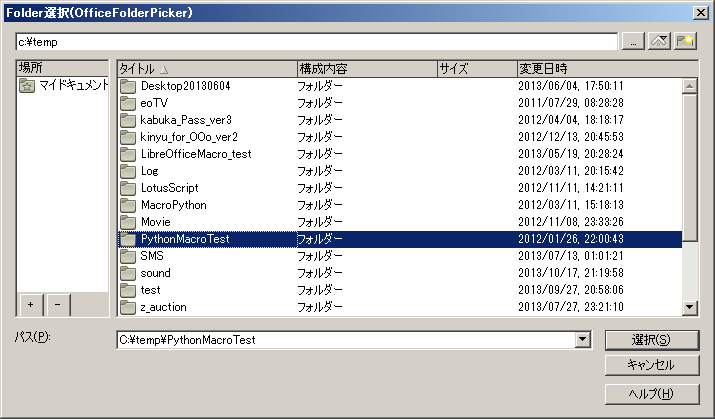 Folder選択(OfficeFolderPicker)
c:¥temp
...
場所
マイドキュメント
タイトル 構成内容 サイズ 変更日時
Desktop20130604 フォルダー 2013/06/04, 17:50:11
eoTV フォルダー 2011/07/29, 08:28:28
kabuka_Pass_ver3 フォルダー 2012/04/04, 18:18:17
kinyu_for_OOo_ver2 フォルダー 2012/12/13, 20:45:53
LibreOfficeMacro_test フォルダー 2013/05/19, 20:28:24
Log フォルダー 2012/03/11, 20:15:42
LotusScript フォルダー 2012/11/11, 14:21:11
MacroPython フォルダー 2012/03/11, 15:18:13
Movie フォルダー 2012/11/08, 23:33:26
PythonMacroTest フォルダー 2012/01/26, 22:00:43
SMS フォルダー 2013/07/13, 01:01:21
sound フォルダー 2013/10/17, 21:19:58
test フォルダー 2013/09/27, 20:58:06
z_auction フォルダー 2013/07/27, 23:21:10
+ −
パス(P): C:¥temp¥PythonMacroTest
選択(S)
キャンセル
ヘルプ(H)